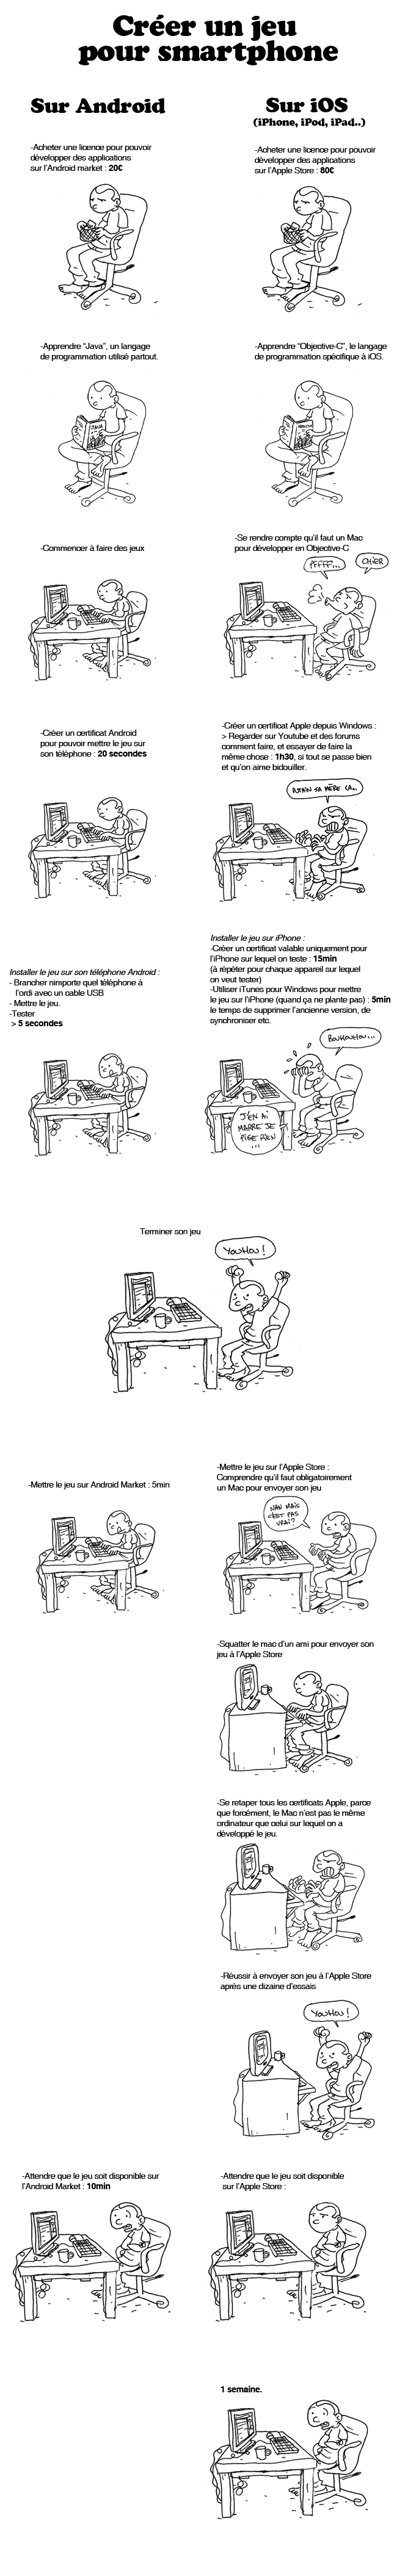 Créer un jeu
pour smartphone
Sur Android
Sur iOS
(iPhone, iPod, iPad..)
-Acheter une licence pour pouvoir
développer des applications
sur l'Android market : 20€
-Acheter une licence pour pouvoir
développer des applications
sur l'Apple Store : 80€
-Apprendre "Java", un langage
de programmation utilisé partout.
-Apprendre "Objective-C", le langage
de programmation spécifique à iOS.
JAVA
-Commencer à faire des jeux
-Se rendre compte qu'il faut un Mac
pour développer en Objective-C
PFFFF...
CHIER
-Créer un certificat Android
pour pouvoir mettre le jeu sur
son téléphone : 20 secondes
-Créer un certificat Apple depuis Windows :
> Regarder sur Youtube et des forums
comment faire, et essayer de faire la
même chose : 1h30, si tout se passe bien
et qu'on aime bidouiller.
PUTAIN SA MÈRE ÇA...
Installer le jeu sur son téléphone Android :
- Brancher nimporte quel téléphone à
l'ordi avec un cable USB
- Mettre le jeu.
-Tester
> 5 secondes
Installer le jeu sur iPhone :
-Créer un certificat valable uniquement pour
l'iPhone sur lequel on teste : 15min
(à répéter pour chaque appareil sur lequel
on veut tester)
-Utiliser iTunes pour Windows pour mettre
le jeu sur l'iPhone (quand ça ne plante pas) : 5min
le temps de supprimer l'ancienne version, de
synchroniser etc.
BOUHOUHOU...
J'EN AI
MARRE JE
PIGE RIEN
...
Terminer son jeu
YOUHOU !
-Mettre le jeu sur Android Market : 5min
-Mettre le jeu sur l'Apple Store :
Comprendre qu'il faut obligatoirement
un Mac pour envoyer son jeu
NAN MAIS
C'EST PAS
VRAI?
-Squatter le mac d'un ami pour envoyer son
jeu à l'Apple Store
-Se retaper tous les certificats Apple, parce
que forcément, le Mac n'est pas le même
ordinateur que celui sur lequel on a
développé le jeu.
-Réussir à envoyer son jeu à l'Apple Store
après une dizaine d'essais
YOUHOU !
-Attendre que le jeu soit disponible sur
l'Android Market : 10min
-Attendre que le jeu soit disponible
sur l'Apple Store :
1 semaine.